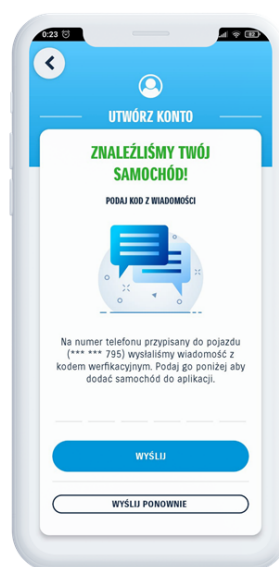 0:23
UTWÓRZ KONTO
ZNALEŹLIŚMY TWÓJ
SAMOCHÓD!
PODAJ KOD Z WIADOMOŚCI
Na numer telefonu przypisany do pojazdu
(*** *** 795) wysłaliśmy wiadomość z
kodem werfikacyjnym. Podaj go poniżej aby
dodać samochód do aplikacji.
WYŚLIJ
WYŚLIJ PONOWNIE